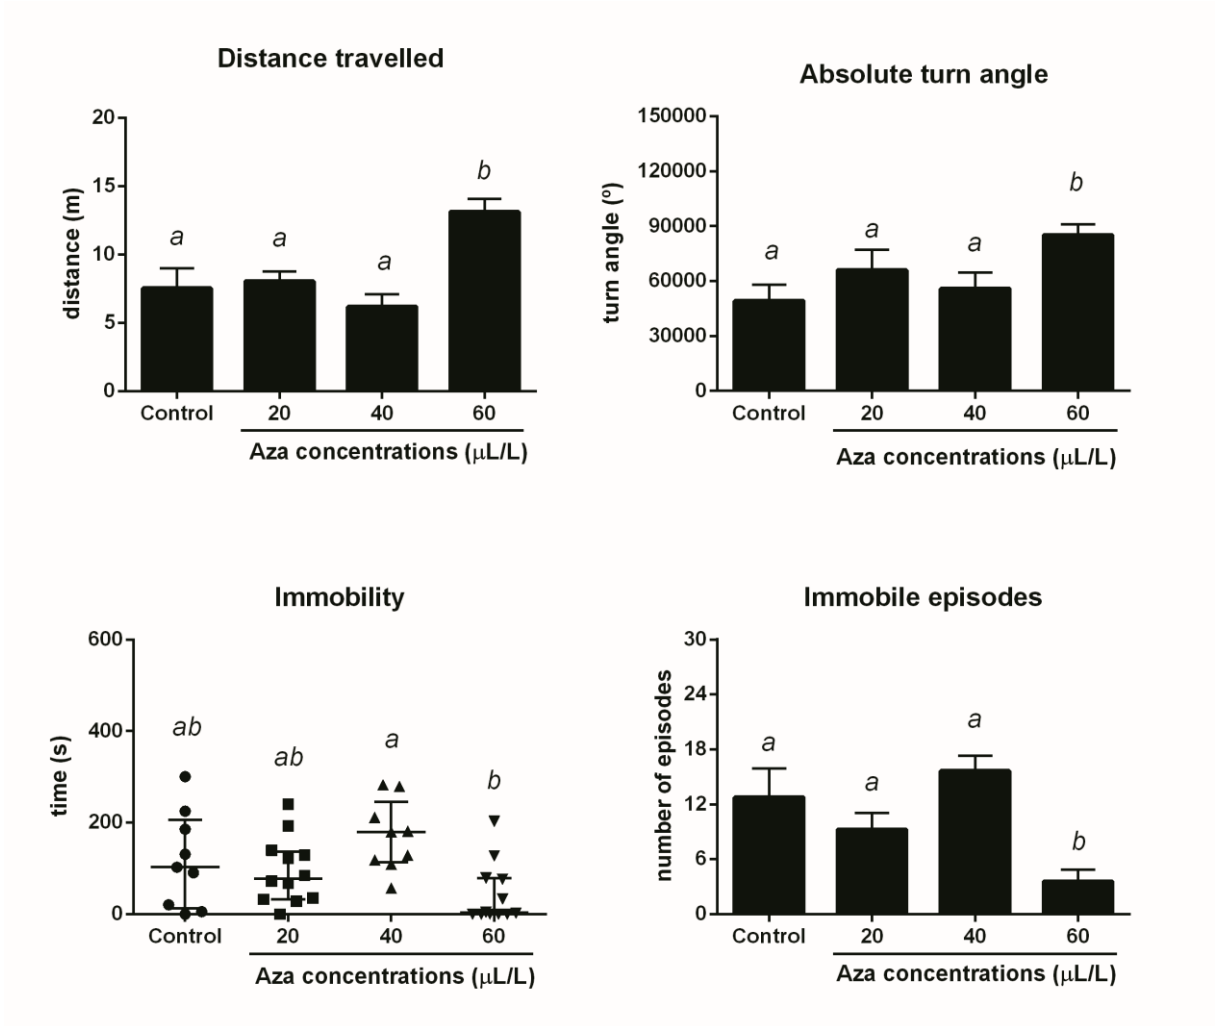 Distance travelled
distance (m)
20
15
10
5
0
a
a
a
b
Control
20
40
60
Aza concentrations (μL/L)
Absolute turn angle
turn angle (º)
150000
120000
90000
60000
30000
0
a
a
a
b
Control
20
40
60
Aza concentrations (μL/L)
Immobility
time (s)
600
400
200
0
ab
ab
a
b
Control
20
40
60
Aza concentrations (μL/L)
Immobile episodes
number of episodes
30
24
18
12
6
0
a
a
a
b
Control
20
40
60
Aza concentrations (μL/L)